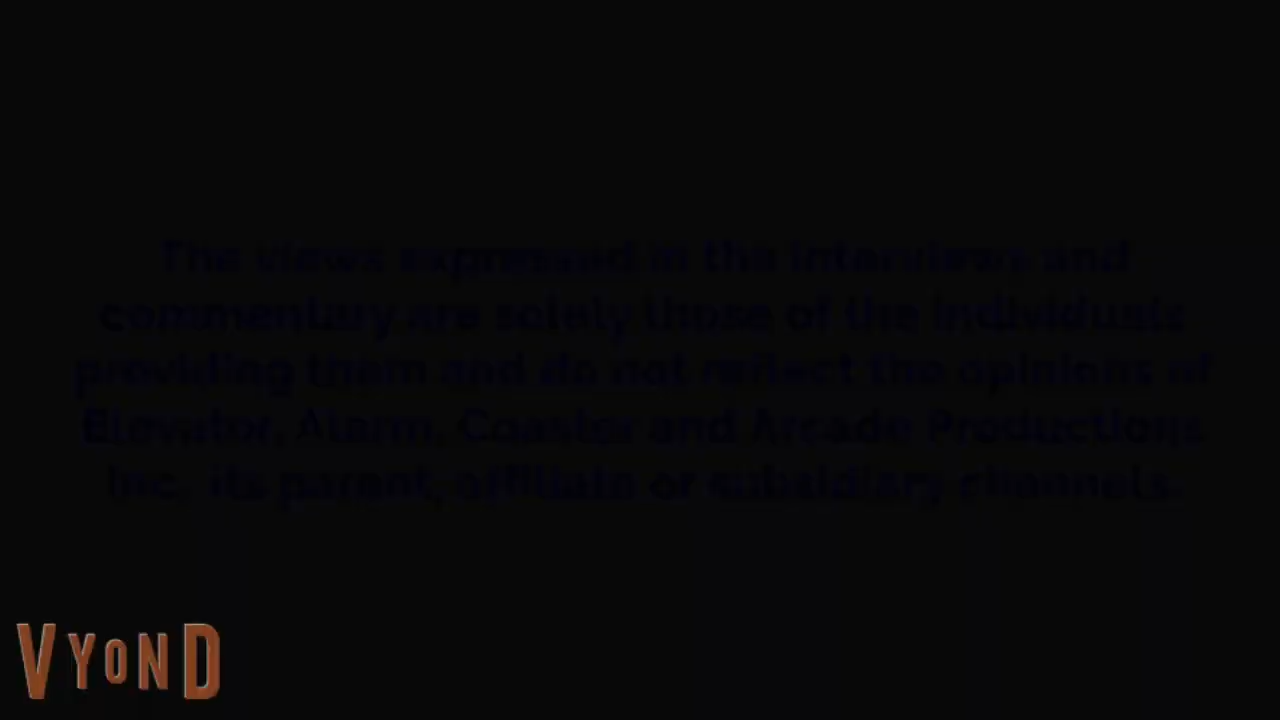 The views expressed in the interviews and
commentary are solely those of the individuals
providing them and do not reflect the opinions of
Elevator, Alarm, Coaster and Arcade Productions
Inc. its parent, affiliate or subsidiary channels.
VYOND